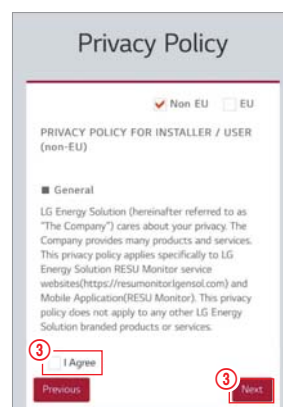 Privacy Policy
Non EU EU
PRIVACY POLICY FOR INSTALLER / USER
(non-EU)
■ General
LG Energy Solution (hereinafter referred to as
"The Company") cares about your privacy. The
Company provides many products and services.
This privacy policy applies specifically to LG
Energy Solution RESU Monitor service
websites(https://resumonitor.lgensol.com) and
Mobile Application(RESU Monitor). This privacy
policy does not apply to any other LG Energy
Solution branded products or services.
③
I Agree
Previous ③ Next